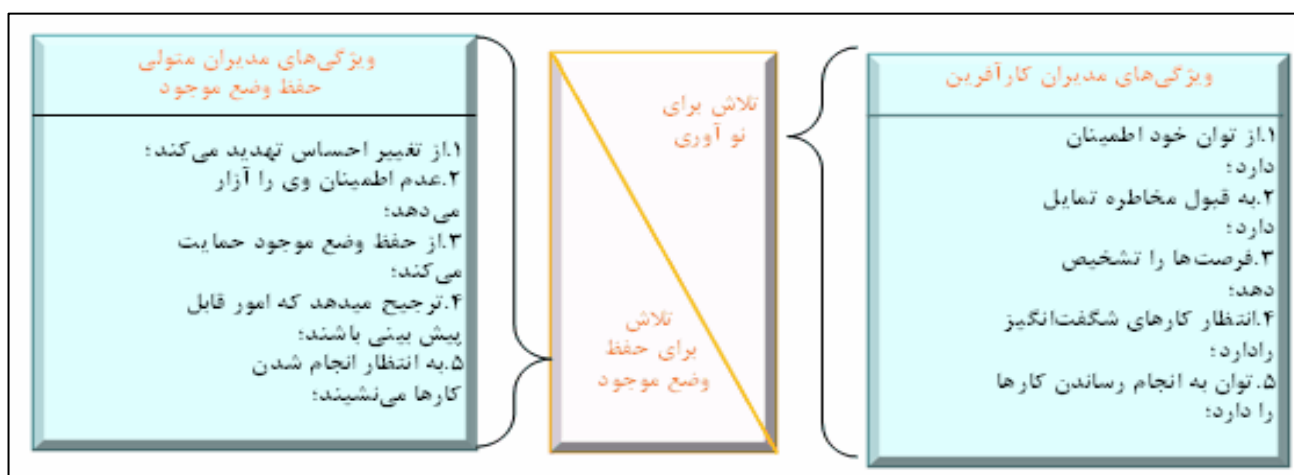 ویژگی‌های مدیران کارآفرین
۱.از توان خود اطمینان
دارد؛
۲.به قبول مخاطره تمایل
دارد؛
۳.فرصت‌ها را تشخیص
دهد؛
۴.انتظار کارهای شگفت‌انگیز
رادارد؛
۵.توان به انجام رساندن کارها
را دارد؛
تلاش برای
نو آوری
تلاش
برای حفظ
وضع موجود
ویژگی‌های مدیران متولی
حفظ وضع موجود
۱.از تغییر احساس تهدید می‌کند؛
۲.عدم اطمینان وی را آزار
می‌دهد؛
۳.از حفظ وضع موجود حمایت
می‌کند؛
۴.ترجیح میدهد که امور قابل
پیش بینی باشند؛
۵.به انتظار انجام شدن
کارها می‌نشیند؛